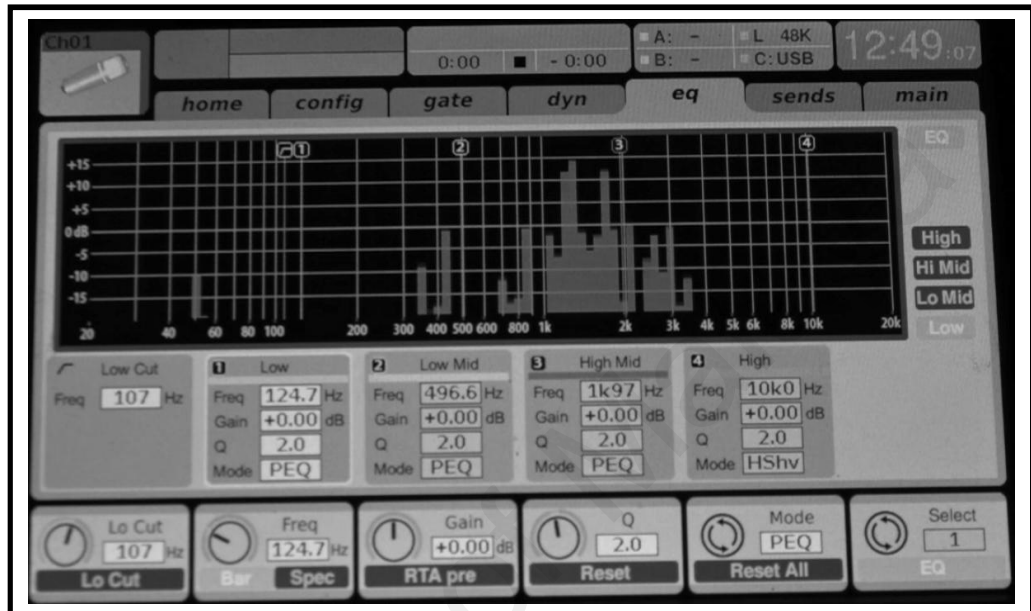 Ch01
A: - L 48K
0:00 - 0:00 B: - C: USB
12:49:07
home config gate dyn eq sends main
1 2 3 4
EQ
+15
+10
+5
0 dB
-5
-10
-15
High
Hi Mid
Lo Mid
Low
20 40 60 80 100 200 300 400 500 600 800 1k 2k 3k 4k 5k 6k 8k 10k 20k
Low Cut
Freq 107 Hz
1 Low
Freq 124.7 Hz
Gain +0.00 dB
Q 2.0
Mode PEQ
2 Low Mid
Freq 496.6 Hz
Gain +0.00 dB
Q 2.0
Mode PEQ
3 High Mid
Freq 1k97 Hz
Gain +0.00 dB
Q 2.0
Mode PEQ
4 High
Freq 10k0 Hz
Gain +0.00 dB
Q 2.0
Mode HShv
Lo Cut
107 Hz
Lo Cut
Freq
124.7 Hz
Bar Spec
Gain
+0.00 dB
RTA pre
Q
2.0
Reset
Mode
PEQ
Reset All
Select
1
EQ